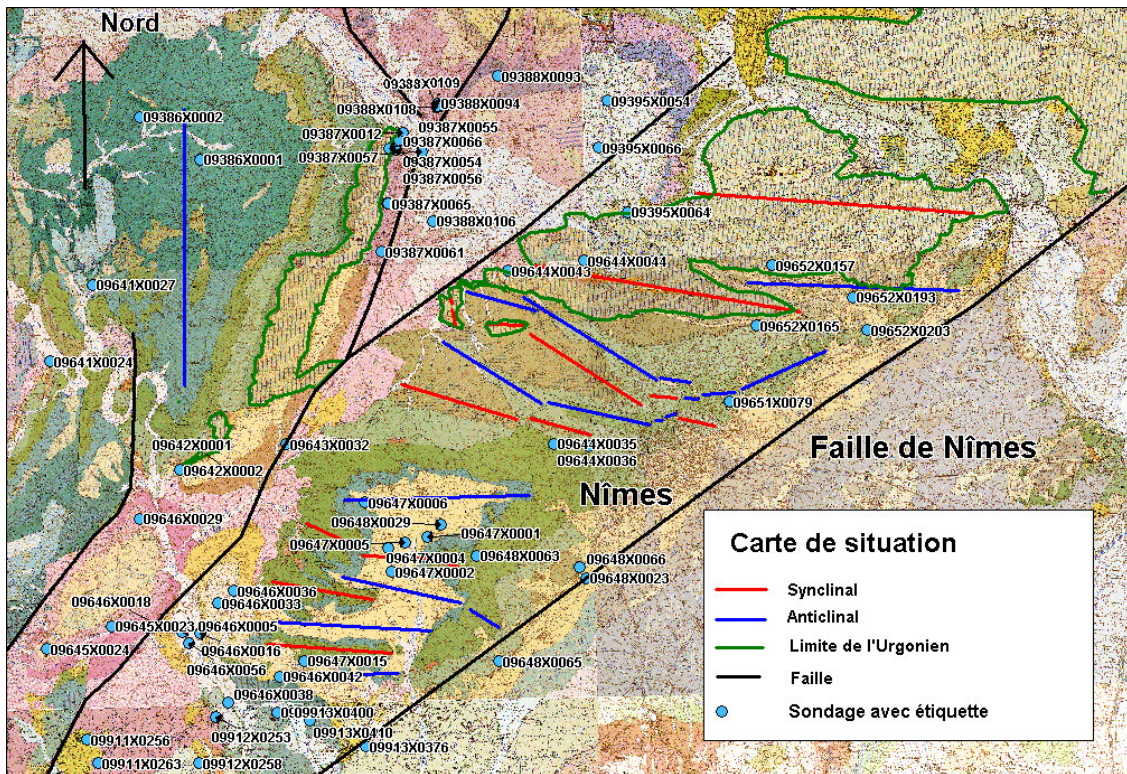 Nord
09388X0109
09388X0093
09388X0108
09388X0094
09395X0054
09386X0002
09387X0012
09387X0055
09387X0066
09386X0001
09387X0057
09387X0054
09395X0066
09387X0056
09387X0065
09388X0106
09395X0064
09387X0061
09644X0043
09644X0044
09652X0157
09641X0027
09652X0193
09652X0165
09652X0203
09641X0024
09651X0079
09642X0001
09643X0032
09644X0035
09644X0036
Faille de Nîmes
09642X0002
Nîmes
09647X0006
09646X0029
09648X0029
09647X0001
09647X0005
09647X0004
09648X0063
09647X0002
09648X0066
09648X0023
09646X0036
09646X0018
09646X0033
09645X0023
09646X0005
09645X0024
09646X0016
09646X0056
09647X0015
09648X0065
09646X0042
09646X0038
09913X0400
09912X0253
09913X0410
09911X0256
09913X0376
09911X0263
09912X0258
Carte de situation
Synclinal
Anticlinal
Limite de l'Urgonien
Faille
Sondage avec étiquette